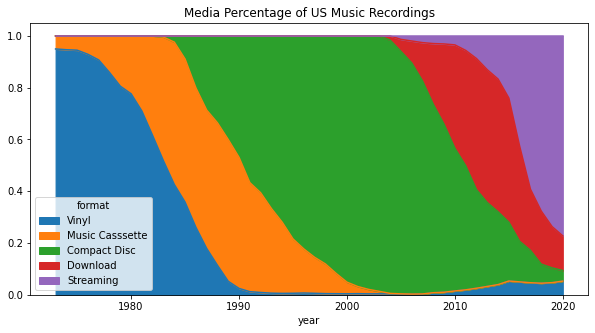 Media Percentage of US Music Recordings
1.0
0.8
0.6
0.4
0.2
0.0
format
Vinyl
Music Casssette
Compact Disc
Download
Streaming
1980 1990 2000 2010 2020
year